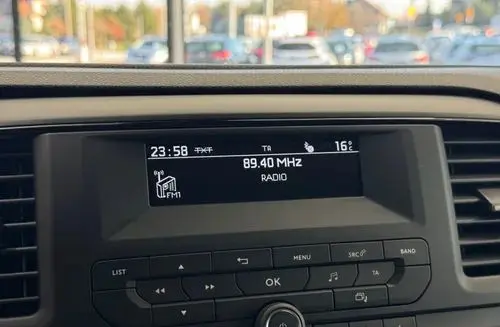 23:58 TXT TA 16°C
89.40 MHz
RADIO
FM1
LIST MENU SRC BAND
OK TA